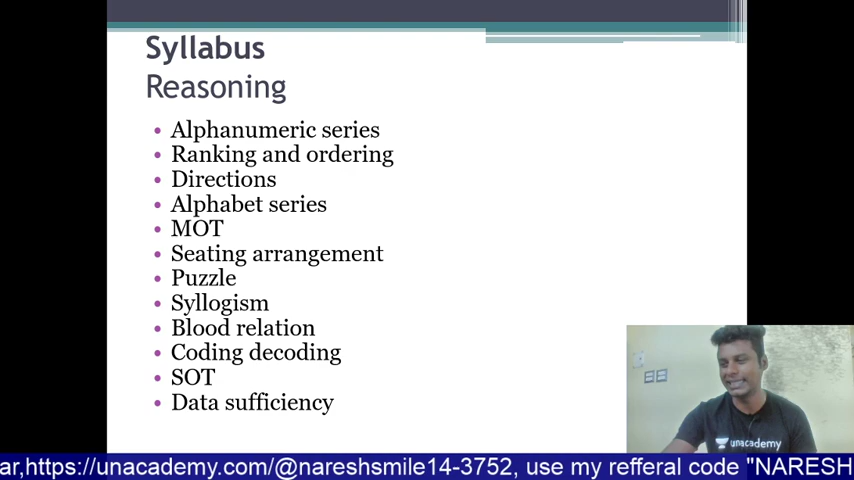 Syllabus
Reasoning
• Alphanumeric series
• Ranking and ordering
• Directions
• Alphabet series
• MOT
• Seating arrangement
• Puzzle
• Syllogism
• Blood relation
• Coding decoding
• SOT
• Data sufficiency
unacademy
ar,https://unacademy.com/@nareshsmile14-3752, use my refferal code "NARESH